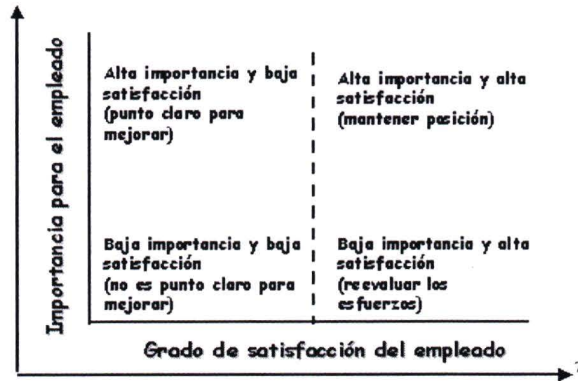 Importancia para el empleado
Alta importancia y baja
satisfacción
(punto claro para
mejorar)
Alta importancia y alta
satisfacción
(mantener posición)
Baja importancia y baja
satisfacción
(no es punto claro para
mejorar)
Baja importancia y alta
satisfacción
(reevaluar los
esfuerzos)
Grado de satisfacción del empleado